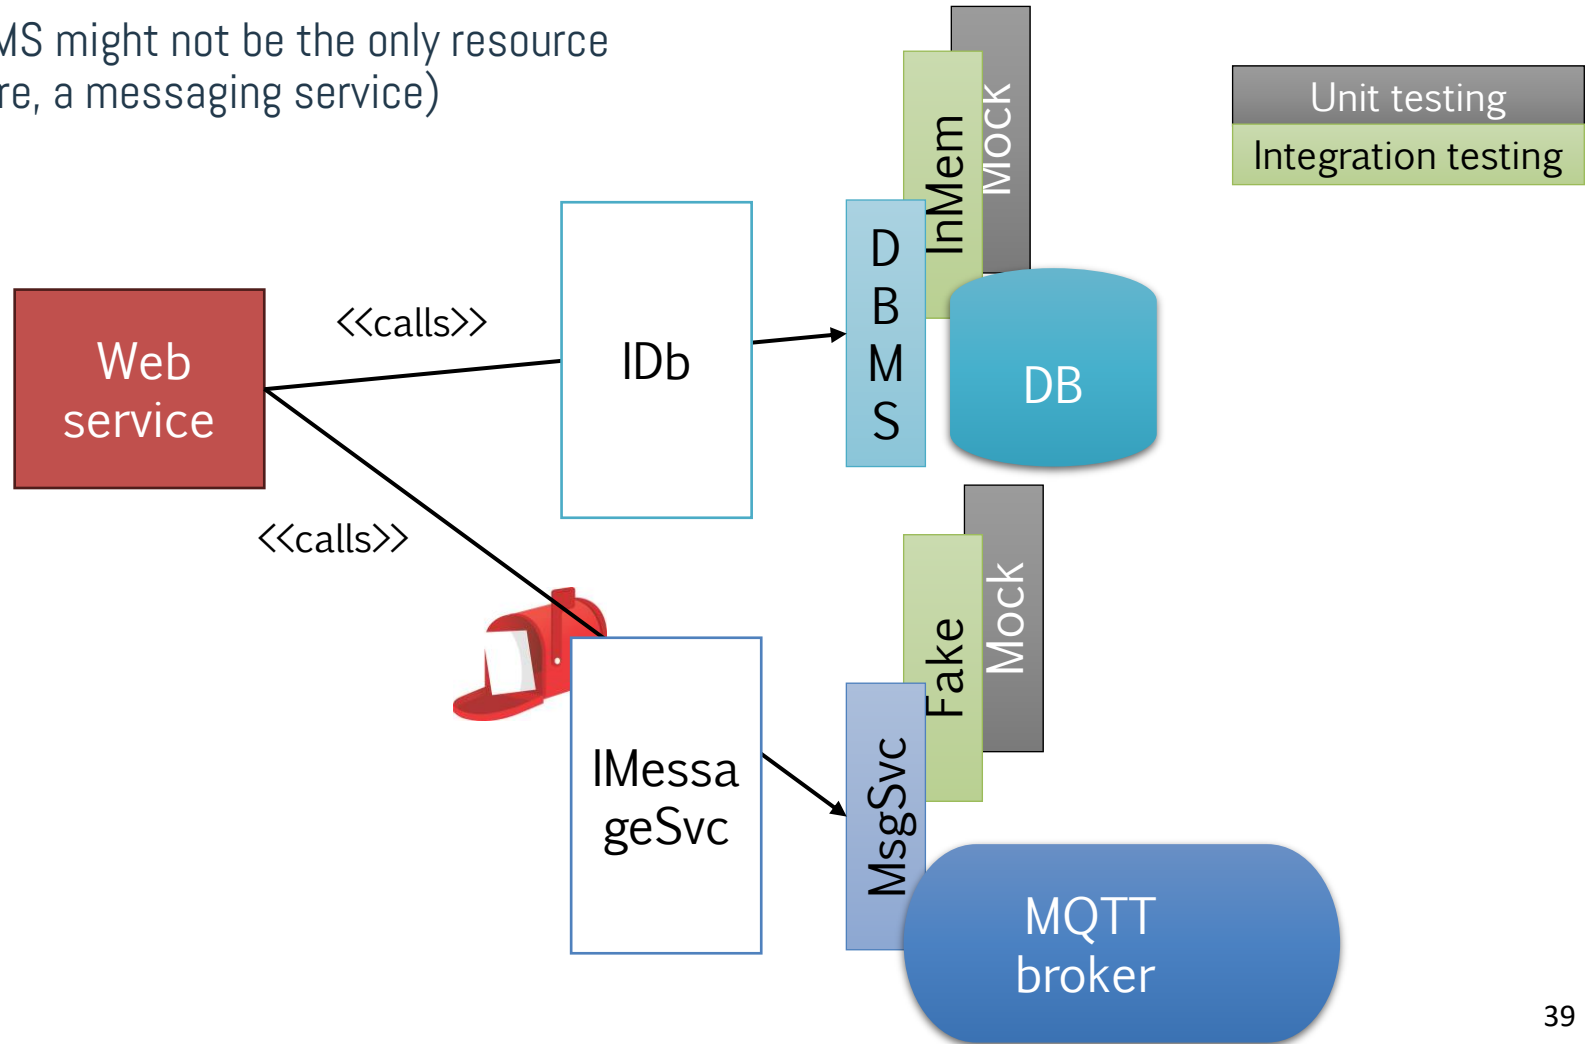 MS might not be the only resource
re, a messaging service)
Unit testing
Integration testing
Mock
InMem
D
B
M
S
DB
IDb
<<calls>>
Web
service
<<calls>>
Mock
Fake
MsgSvc
IMessa
geSvc
MQTT
broker
39